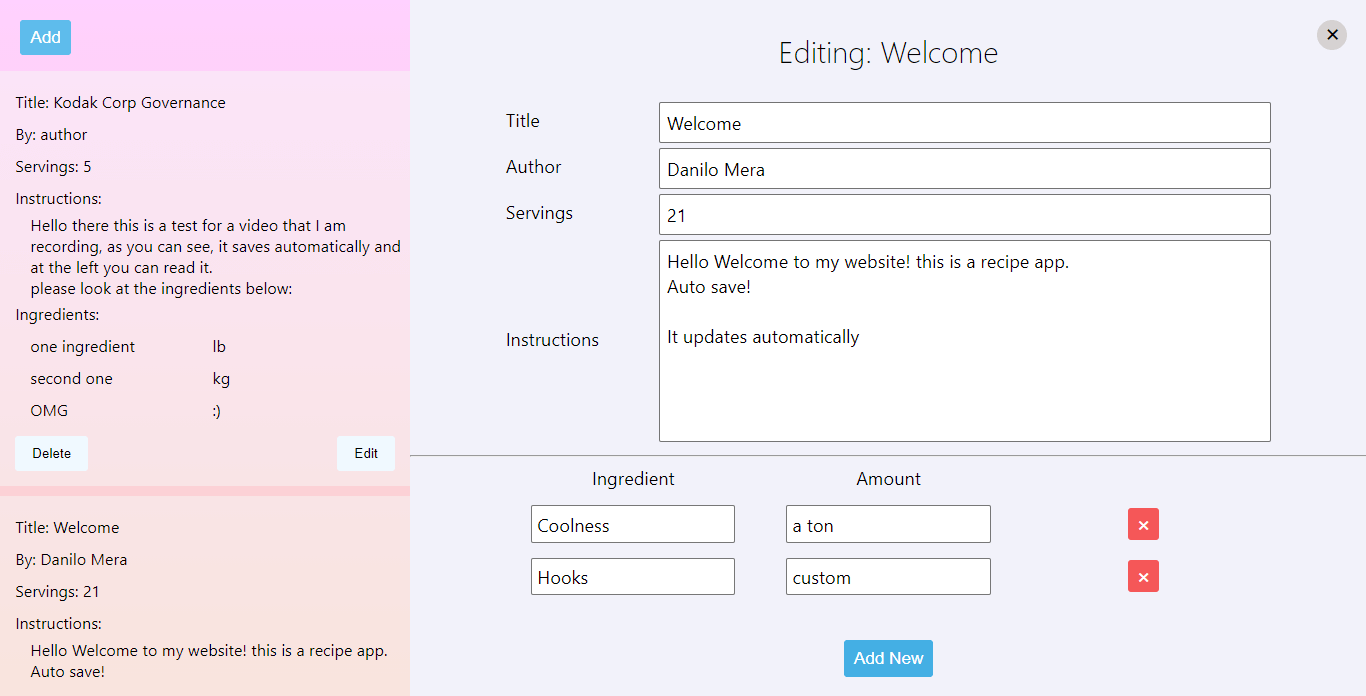 Add
Title: Kodak Corp Governance
By: author
Servings: 5
Instructions:
Hello there this is a test for a video that I am
recording, as you can see, it saves automatically and
at the left you can read it.
please look at the ingredients below:
Ingredients:
one ingredient lb
second one kg
OMG :)
Delete Edit
Title: Welcome
By: Danilo Mera
Servings: 21
Instructions:
Hello Welcome to my website! this is a recipe app.
Auto save!
Editing: Welcome
✕
Title Welcome
Author Danilo Mera
Servings 21
Instructions
Hello Welcome to my website! this is a recipe app.
Auto save!
It updates automatically
Ingredient Amount
Coolness a ton ×
Hooks custom ×
Add New